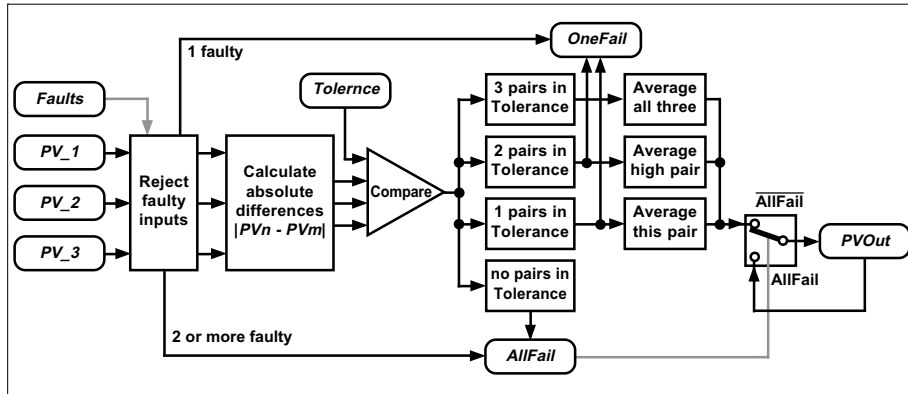 1 faulty
OneFail
Faults
Tolernce
PV_1
PV_2
PV_3
Reject
faulty
inputs
Calculate
absolute
differences
|PVn - PVm|
Compare
3 pairs in
Tolerance
2 pairs in
Tolerance
1 pairs in
Tolerance
no pairs in
Tolerance
Average
all three
Average
high pair
Average
this pair
AllFail
PVOut
AllFail
2 or more faulty
AllFail